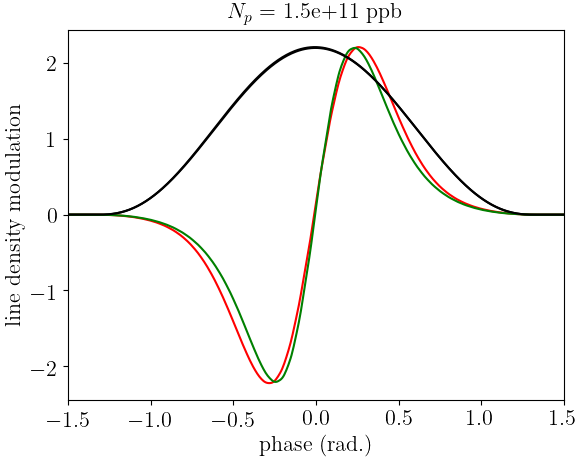 N_p = 1.5e+11 ppb
line density modulation
2
1
0
−1
−2
−1.5 −1.0 −0.5 0.0 0.5 1.0 1.5
phase (rad.)